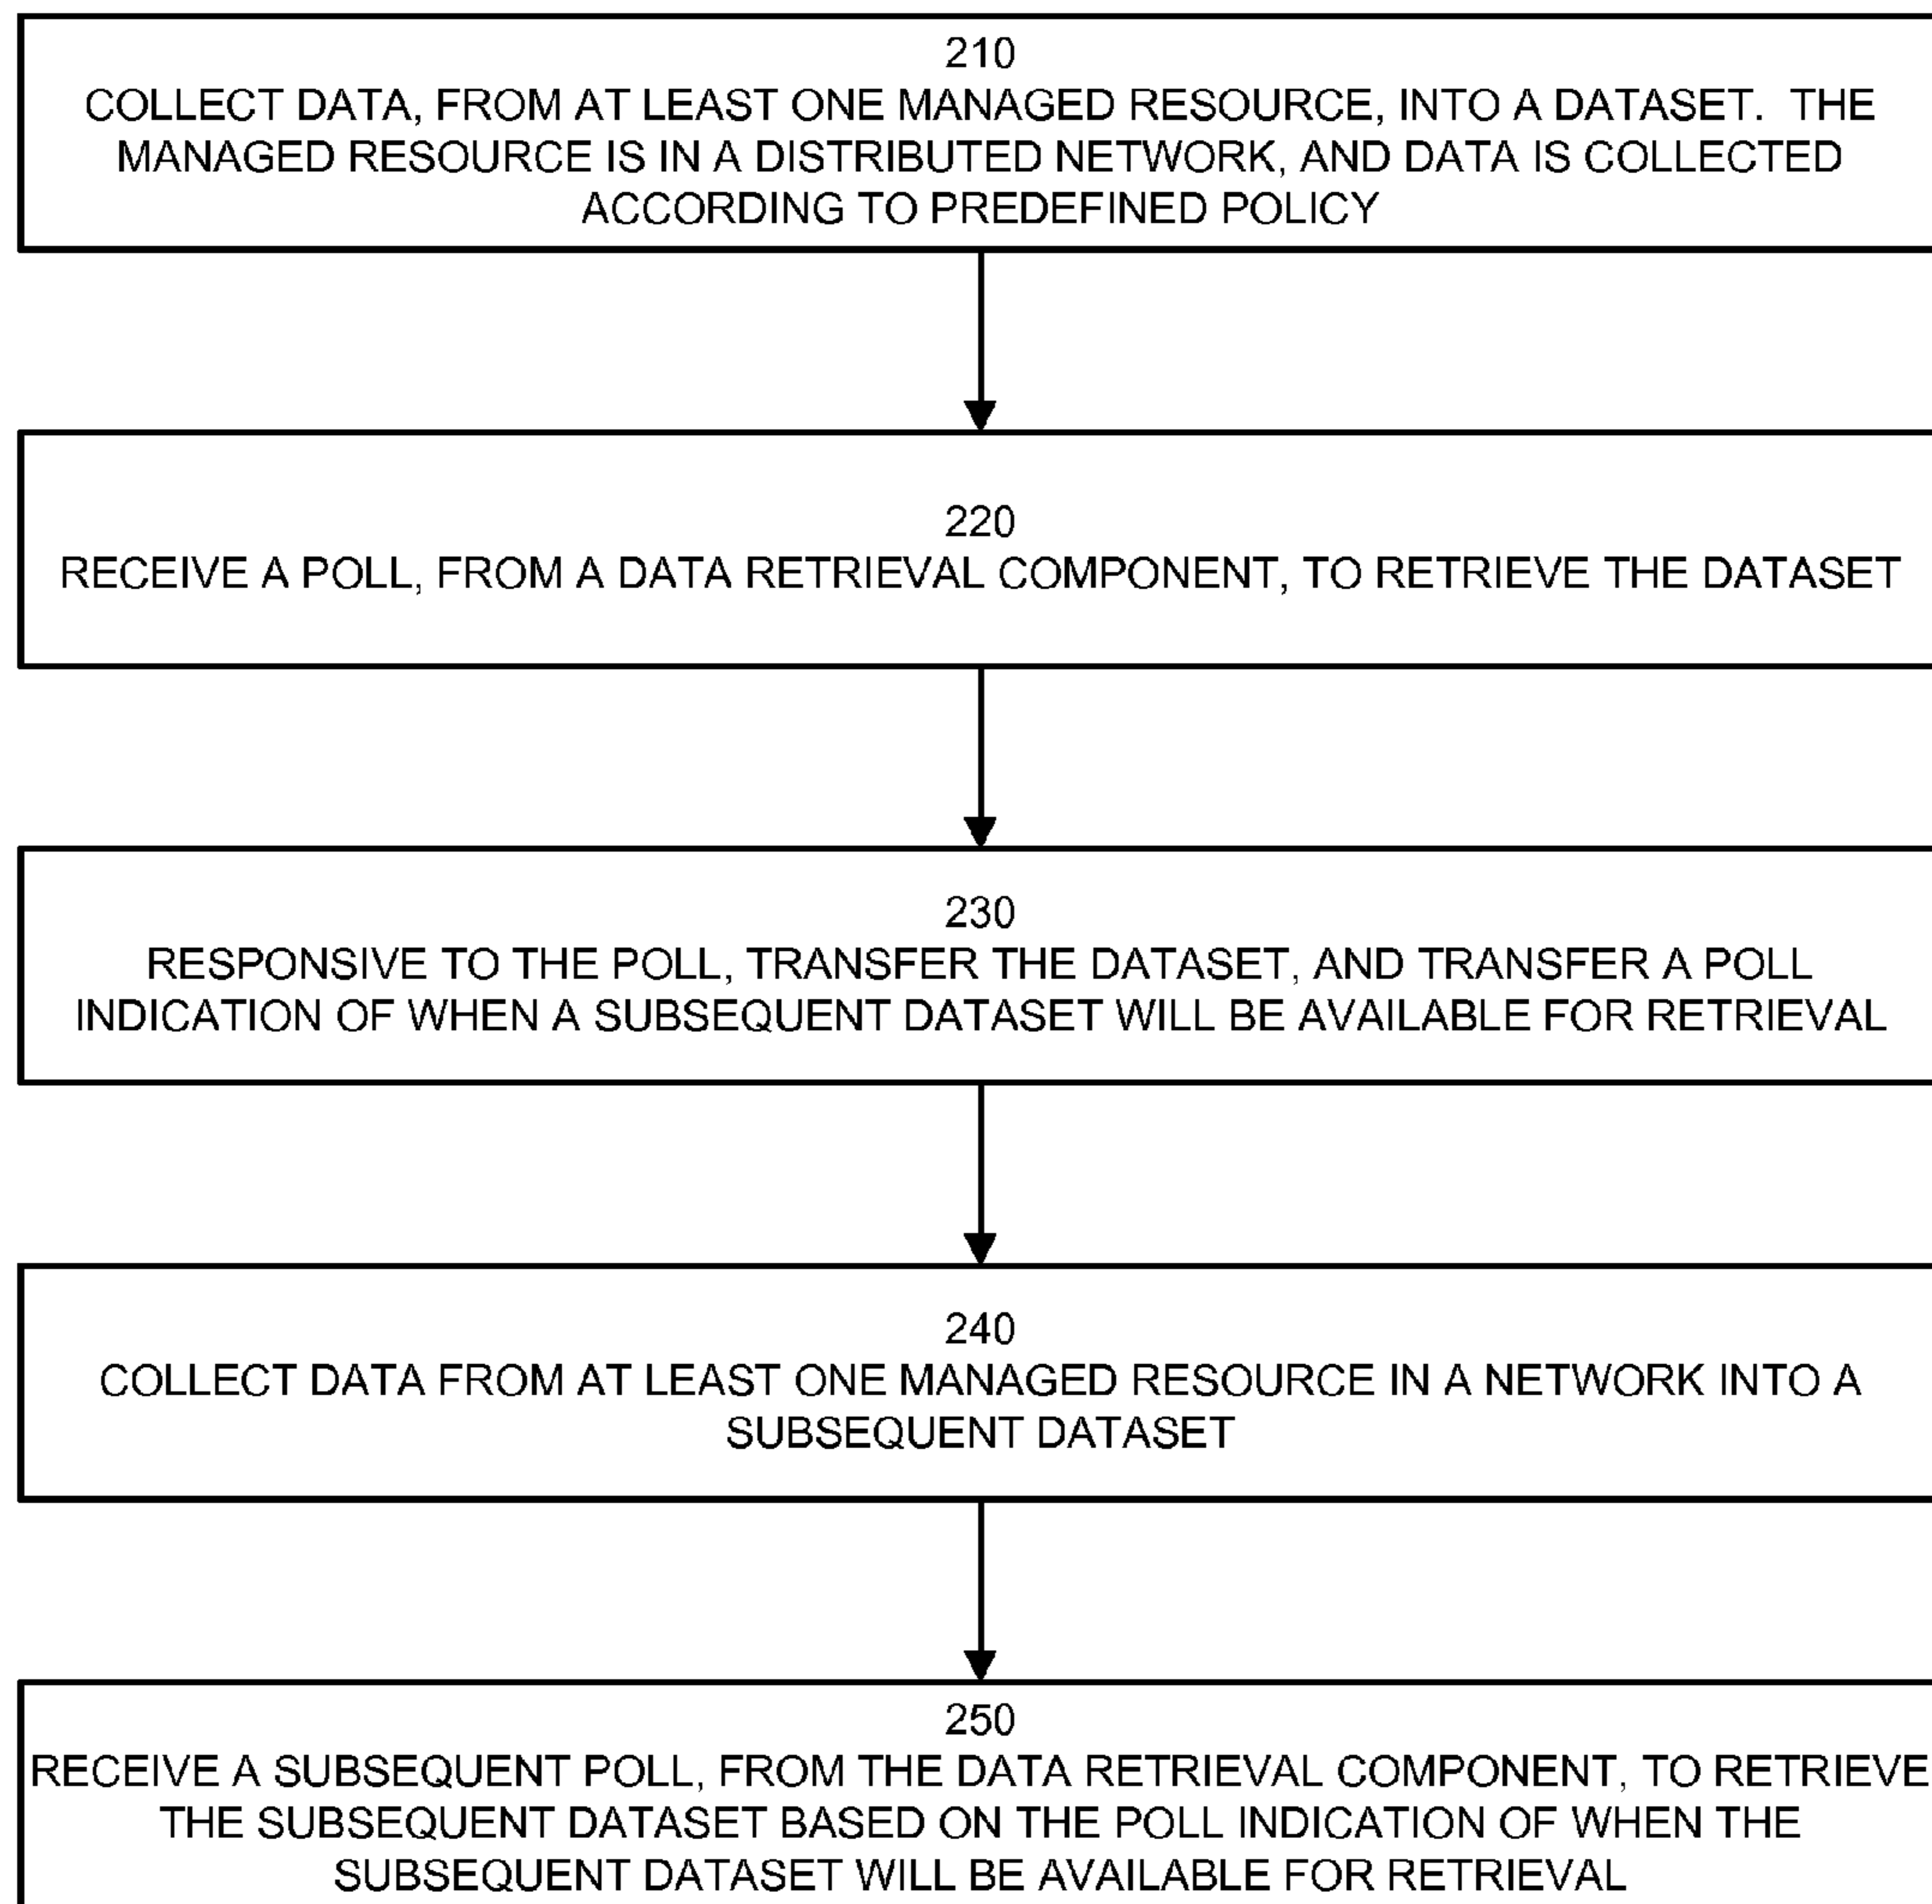 210
COLLECT DATA, FROM AT LEAST ONE MANAGED RESOURCE, INTO A DATASET. THE
MANAGED RESOURCE IS IN A DISTRIBUTED NETWORK, AND DATA IS COLLECTED
ACCORDING TO PREDEFINED POLICY
220
RECEIVE A POLL, FROM A DATA RETRIEVAL COMPONENT, TO RETRIEVE THE DATASET
230
RESPONSIVE TO THE POLL, TRANSFER THE DATASET, AND TRANSFER A POLL
INDICATION OF WHEN A SUBSEQUENT DATASET WILL BE AVAILABLE FOR RETRIEVAL
240
COLLECT DATA FROM AT LEAST ONE MANAGED RESOURCE IN A NETWORK INTO A
SUBSEQUENT DATASET
250
RECEIVE A SUBSEQUENT POLL, FROM THE DATA RETRIEVAL COMPONENT, TO RETRIEVE
THE SUBSEQUENT DATASET BASED ON THE POLL INDICATION OF WHEN THE
SUBSEQUENT DATASET WILL BE AVAILABLE FOR RETRIEVAL